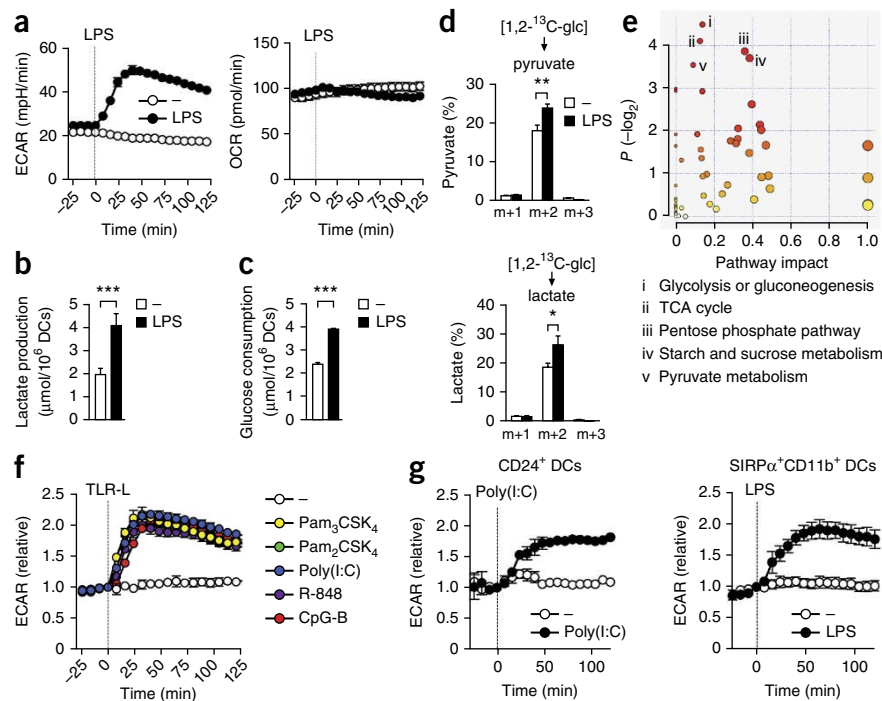 a
LPS
ECAR (mpH/min)
60
40
20
0
–
LPS
–25
0
25
50
75
100
125
Time (min)
LPS
OCR (pmol/min)
150
100
50
0
–25
0
25
50
75
100
125
Time (min)
b
Lactate production
(μmol/10⁶ DCs)
5
4
3
2
1
0
***
–
LPS
c
Glucose consumption
(μmol/10⁶ DCs)
5
4
3
2
1
0
***
–
LPS
d
[1,2-¹³C-glc]
pyruvate
Pyruvate (%)
30
20
10
0
**
–
LPS
m+1 m+2 m+3
[1,2-¹³C-glc]
lactate
Lactate (%)
40
30
20
10
0
*
m+1 m+2 m+3
e
P (–log₂)
4
3
2
1
0
i
ii
iii
iv
v
0 0.2 0.4 0.6 0.8 1.0
Pathway impact
i Glycolysis or gluconeogenesis
ii TCA cycle
iii Pentose phosphate pathway
iv Starch and sucrose metabolism
v Pyruvate metabolism
f
TLR-L
ECAR (relative)
2.5
2.0
1.5
1.0
0.5
0
–25
0
25
50
75
100
125
Time (min)
–
Pam₃CSK₄
Pam₂CSK₄
Poly(I:C)
R-848
CpG-B
g
CD24⁺ DCs
Poly(I:C)
ECAR (relative)
2.5
2.0
1.5
1.0
0.5
0
–
Poly(I:C)
0 50 100
Time (min)
SIRPα⁺CD11b⁺ DCs
LPS
ECAR (relative)
2.5
2.0
1.5
1.0
0.5
0
–
LPS
0 50 100
Time (min)